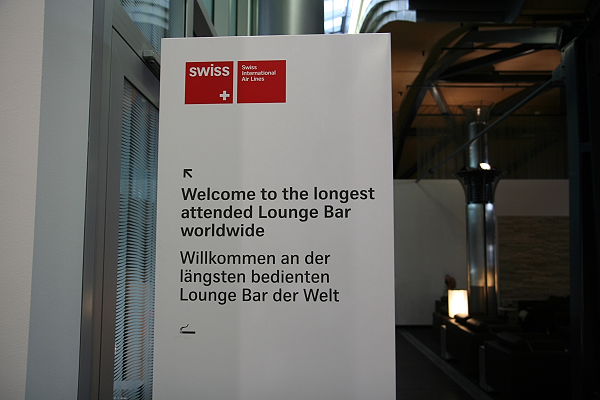 swiss
Swiss
International
Air Lines
Welcome to the longest
attended Lounge Bar
worldwide
Willkommen an der
längsten bedienten
Lounge Bar der Welt